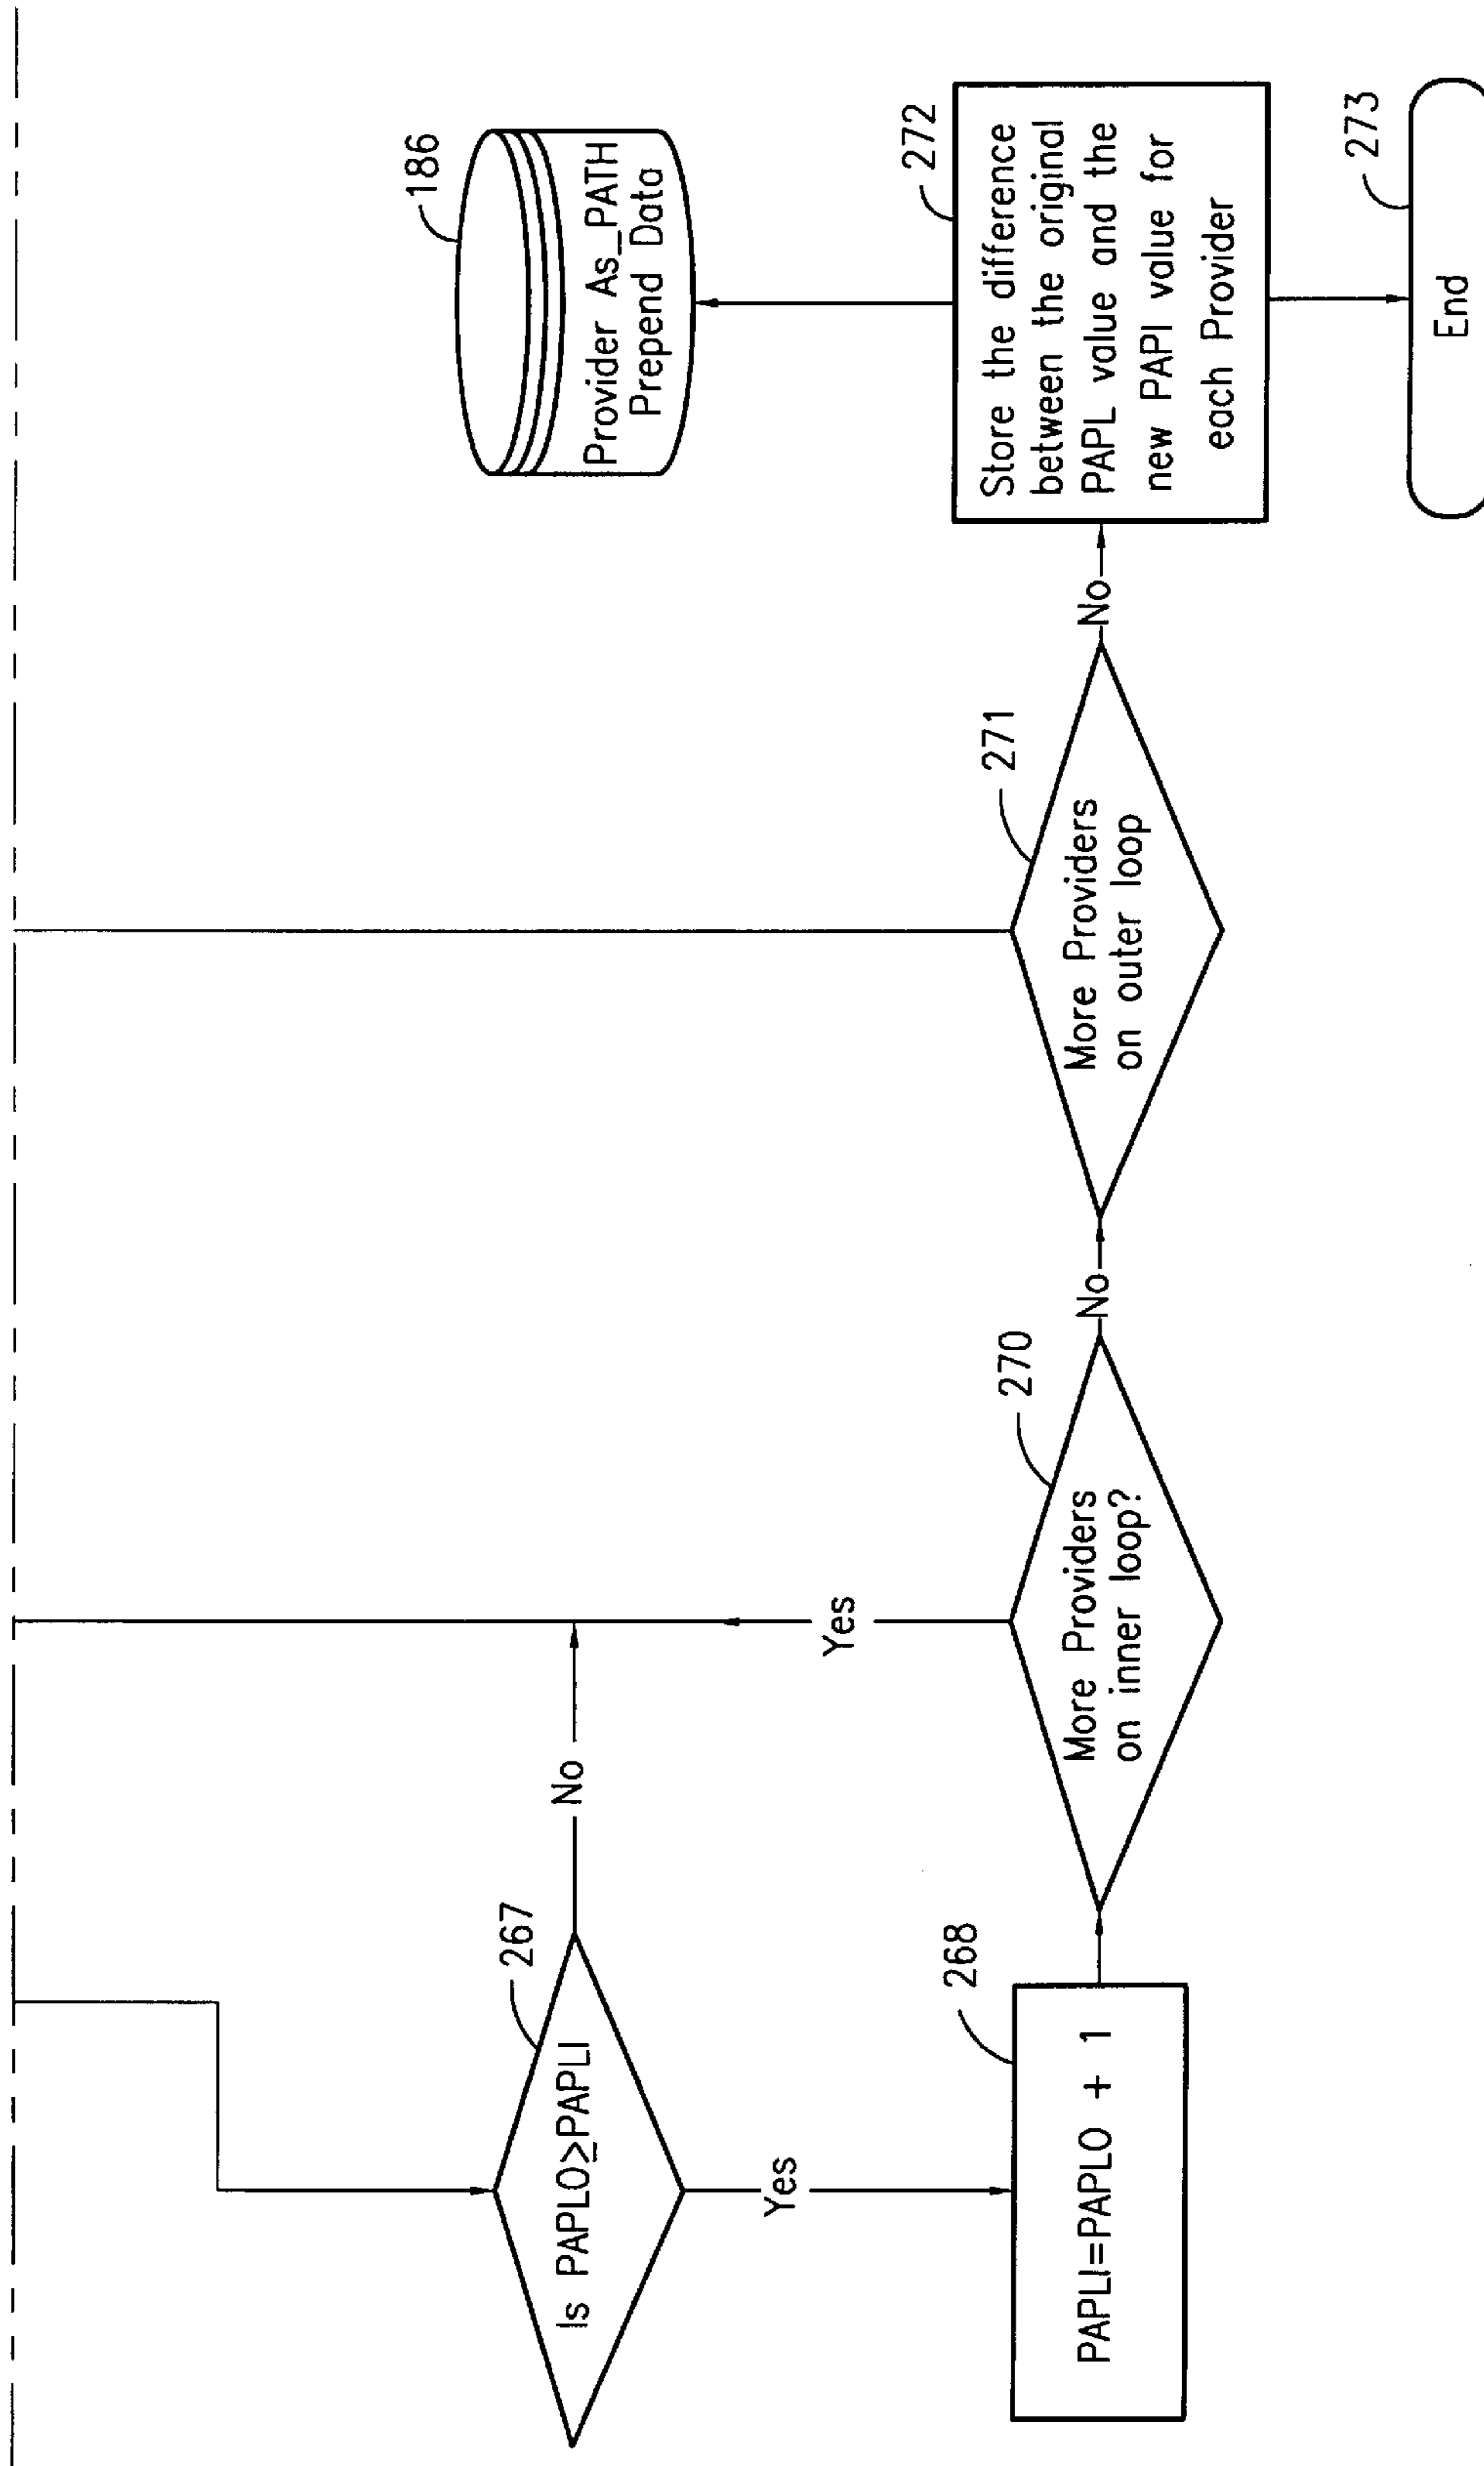 Is PAPLO≥PAPLI
267
No
Yes
PAPLI=PAPLO + 1
268
More Providers
on inner loop?
270
Yes
No
More Providers
on outer loop
271
No
Provider As_PATH
Prepend Data
186
Store the difference
between the original
PAPL value and the
new PAPI value for
each Provider
272
End
273